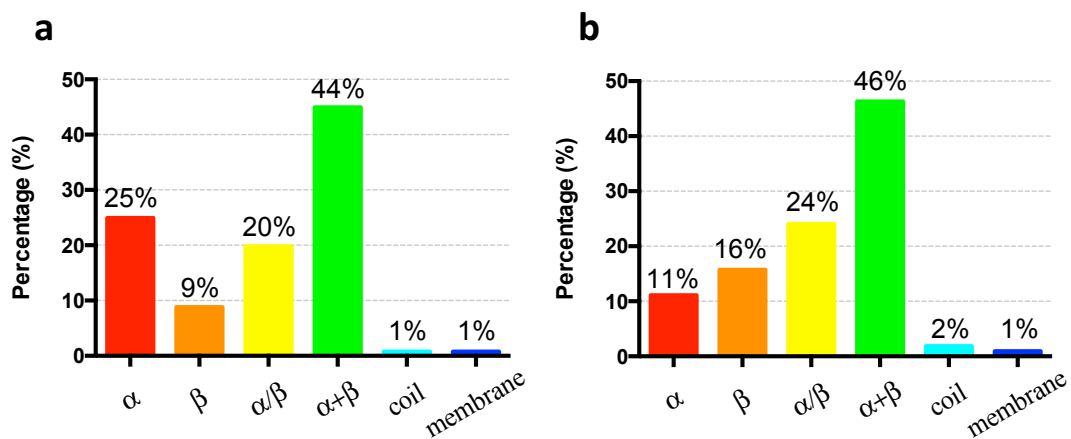 a
Percentage (%)
50
40
30
20
10
0
25%
9%
20%
44%
1%
1%
α
β
α/β
α+β
coil
membrane
b
Percentage (%)
50
40
30
20
10
0
11%
16%
24%
46%
2%
1%
α
β
α/β
α+β
coil
membrane